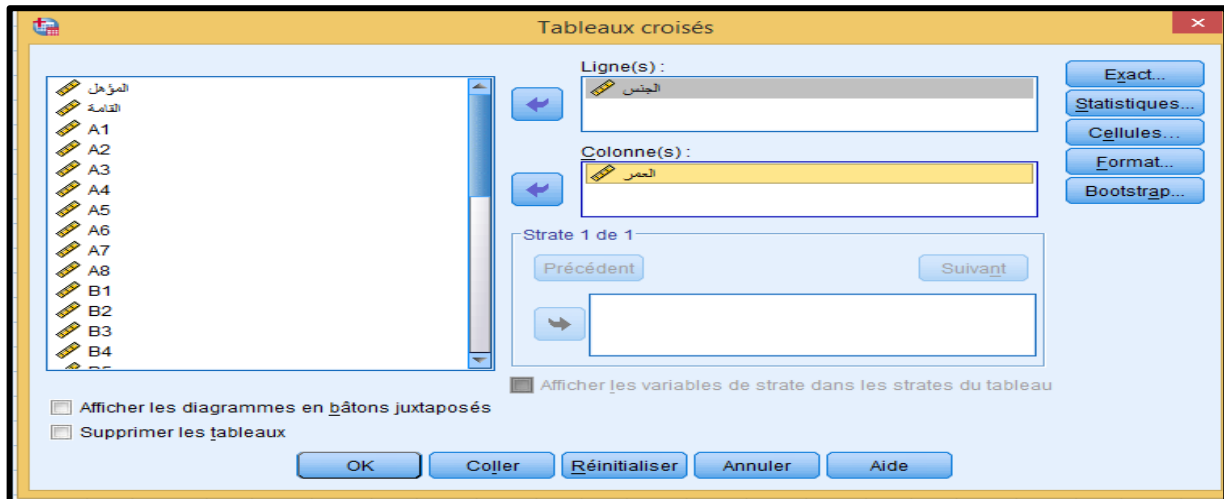 Tableaux croisés
المؤهل
القامة
A1
A2
A3
A4
A5
A6
A7
A8
B1
B2
B3
B4
Ligne(s) :
الجنس
Colonne(s) :
العمر
Strate 1 de 1
Précédent
Suivant
Afficher les variables de strate dans les strates du tableau
Exact...
Statistiques...
Cellules...
Format...
Bootstrap...
Afficher les diagrammes en bâtons juxtaposés
Supprimer les tableaux
OK
Coller
Réinitialiser
Annuler
Aide